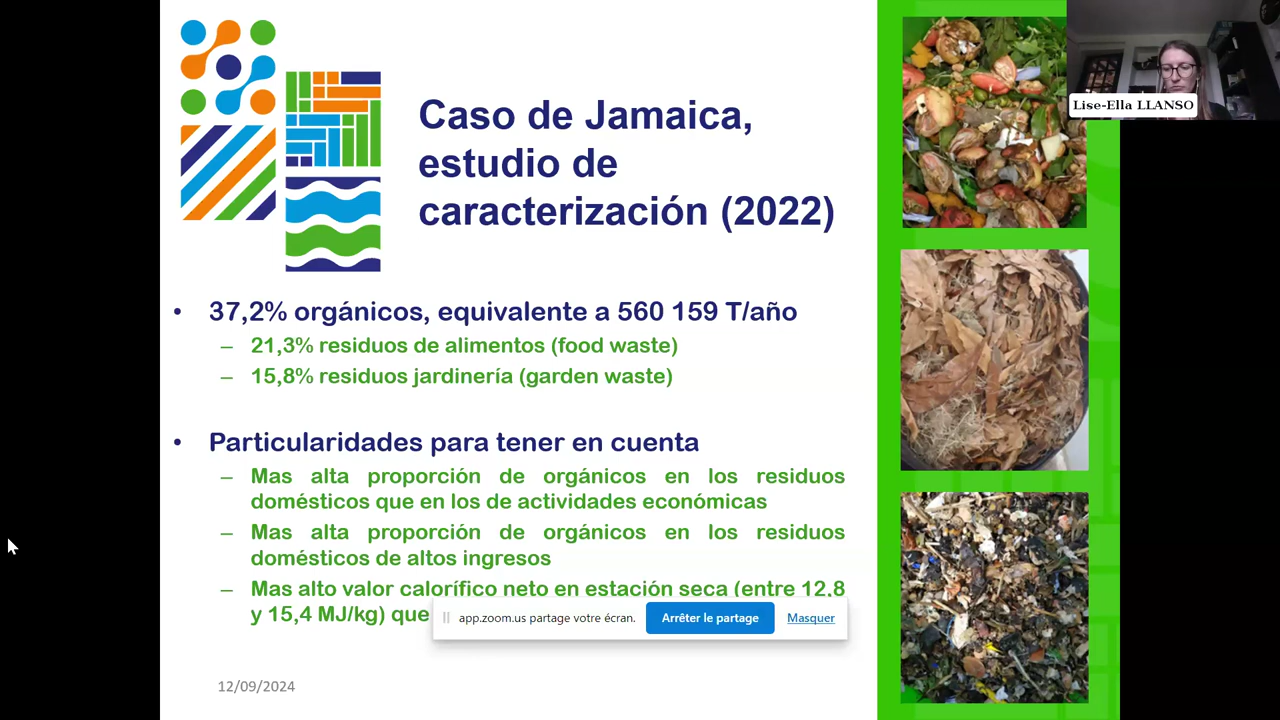 Lise-Ella LLANSO
Caso de Jamaica,
estudio de
caracterización (2022)
• 37,2% orgánicos, equivalente a 560 159 T/año
– 21,3% residuos de alimentos (food waste)
– 15,8% residuos jardinería (garden waste)
• Particularidades para tener en cuenta
– Mas alta proporción de orgánicos en los residuos
domésticos que en los de actividades económicas
– Mas alta proporción de orgánicos en los residuos
domésticos de altos ingresos
– Mas alto valor calorífico neto en estación seca (entre 12,8
y 15,4 MJ/kg) que
app.zoom.us partage votre écran.
Arrêter le partage
Masquer
12/09/2024